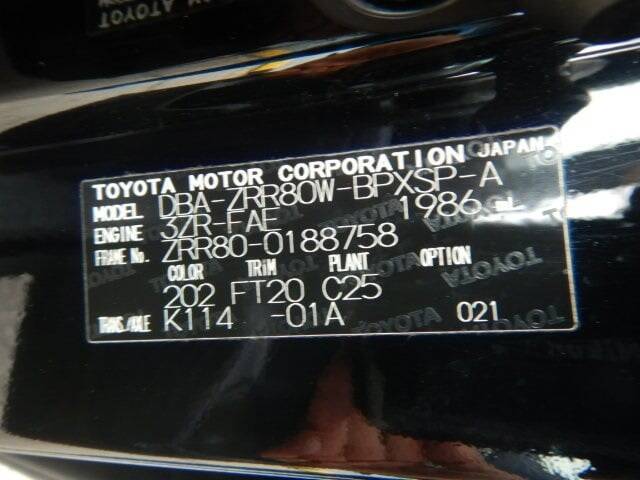 TOYOTA MOTOR CORPORATION JAPAN
MODEL DBA-ZRR80W-BPXSP-A
ENGINE 3ZR-FAE 1986 L
FRAME No. ZRR80-0188758
COLOR TRIM PLANT OPTION
202 FT20 C25
TRANS./AXLE K114 -01A 021